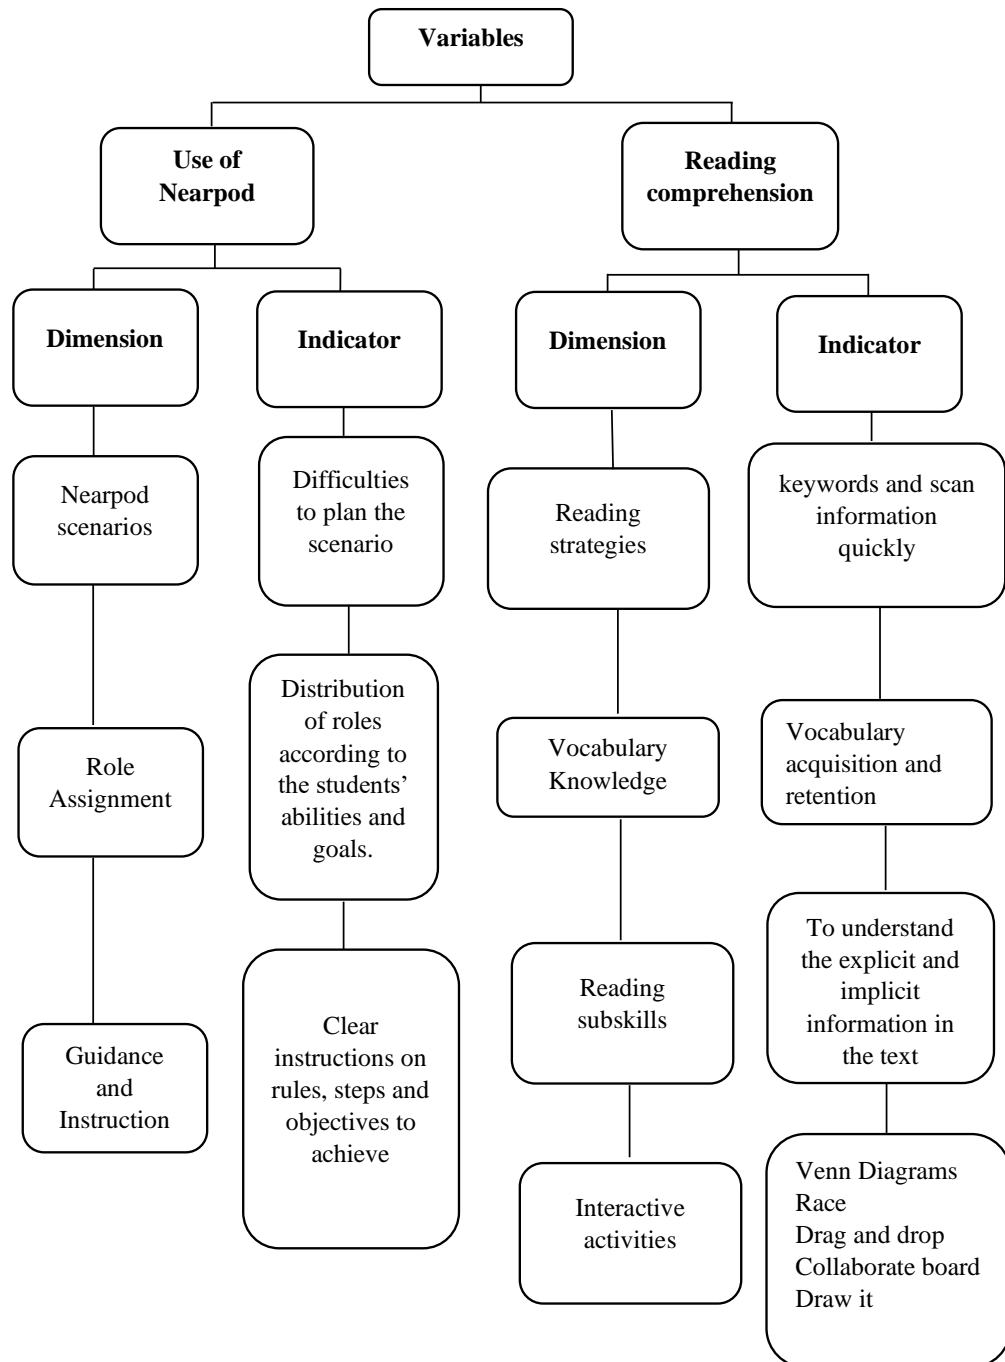 Variables
Use of
Nearpod
Reading
comprehension
Dimension
Indicator
Dimension
Indicator
Nearpod
scenarios
Difficulties
to plan the
scenario
Reading
strategies
keywords and scan
information
quickly
Role
Assignment
Distribution
of roles
according to
the students’
abilities and
goals.
Vocabulary
Knowledge
Vocabulary
acquisition and
retention
Guidance
and
Instruction
Clear
instructions on
rules, steps and
objectives to
achieve
Reading
subskills
To understand
the explicit and
implicit
information in
the text
Interactive
activities
Venn Diagrams
Race
Drag and drop
Collaborate board
Draw it